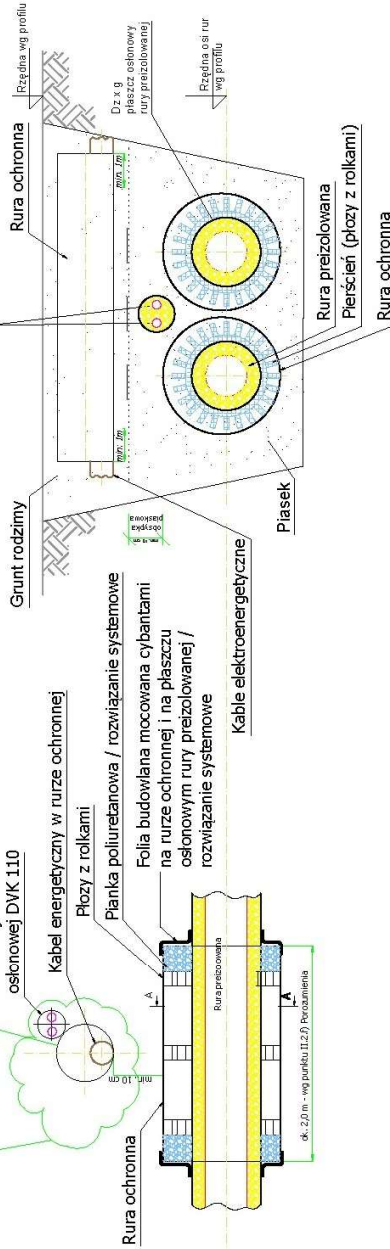 osłonowej DVK 110
Kabel energetyczny w rurze ochronnej
Płozy z rolkami
Pianka poliuretanowa / rozwiązanie systemowe
Folia budowlana mocowana cybantami
na rurze ochronnej i na płaszczu
osłonowym rury preizolowanej /
rozwiązanie systemowe
min. 10 cm
Rura ochronna
A
Rura preizolowana
A
ok. 2,0 m - wg punktu II.2.f) Porozumienia
Grunt rodzimy
Rura ochronna
Rzędna wg profilu
min. 1m
min. 1m
obsypka
piaskowa
Dz x g
płaszcz osłonowy
rury preizolowanej
Rzędna osi rur
wg profilu
Kable elektroenergetyczne
Piasek
Rura preizolowana
Pierścień (płozy z rolkami)
Rura ochronna